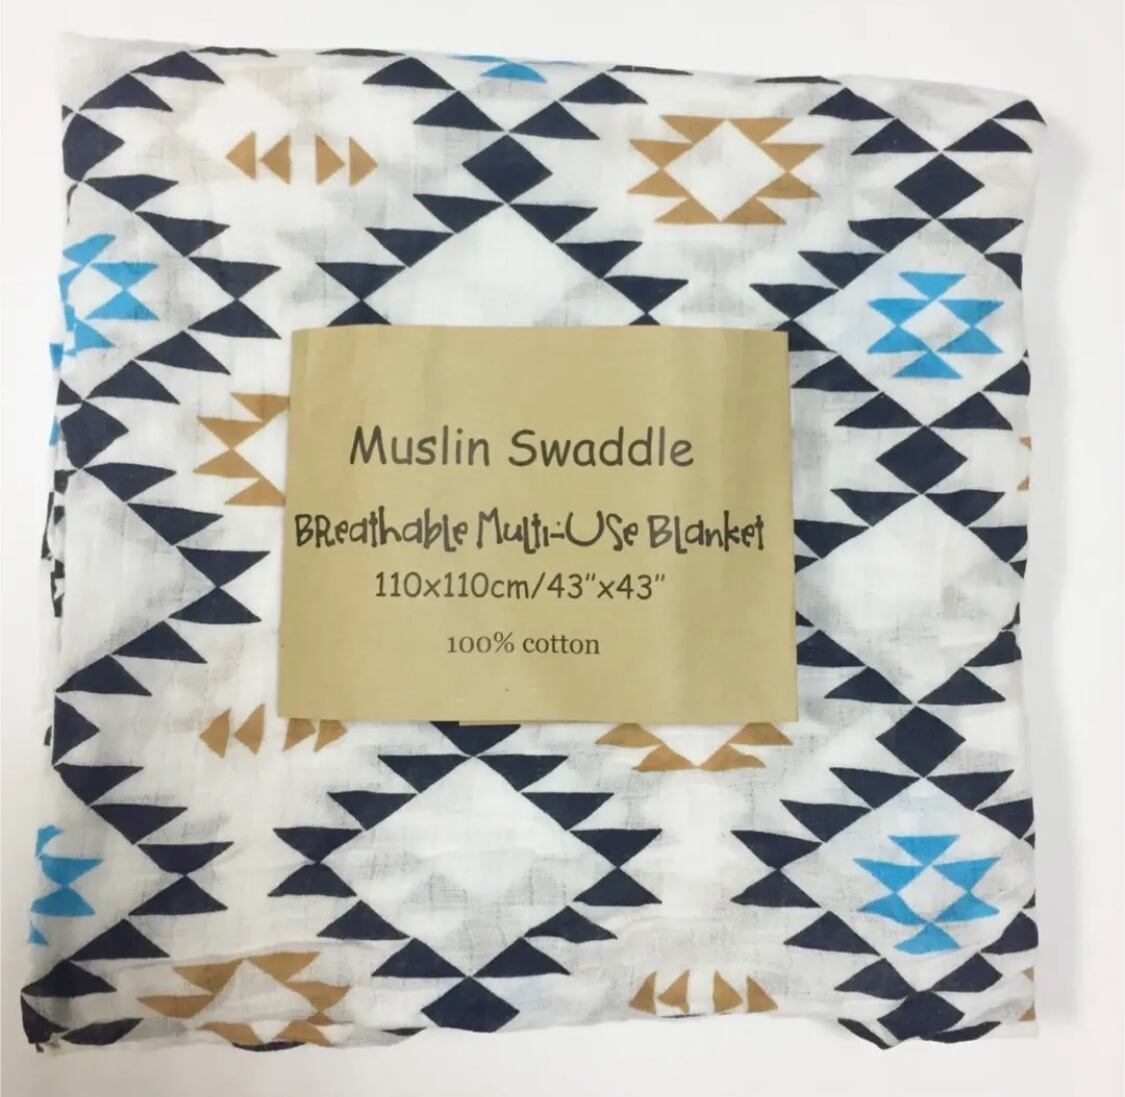 Muslin Swaddle
BReathable Multi-USe Blanket
110x110cm/43"x43"
100% cotton